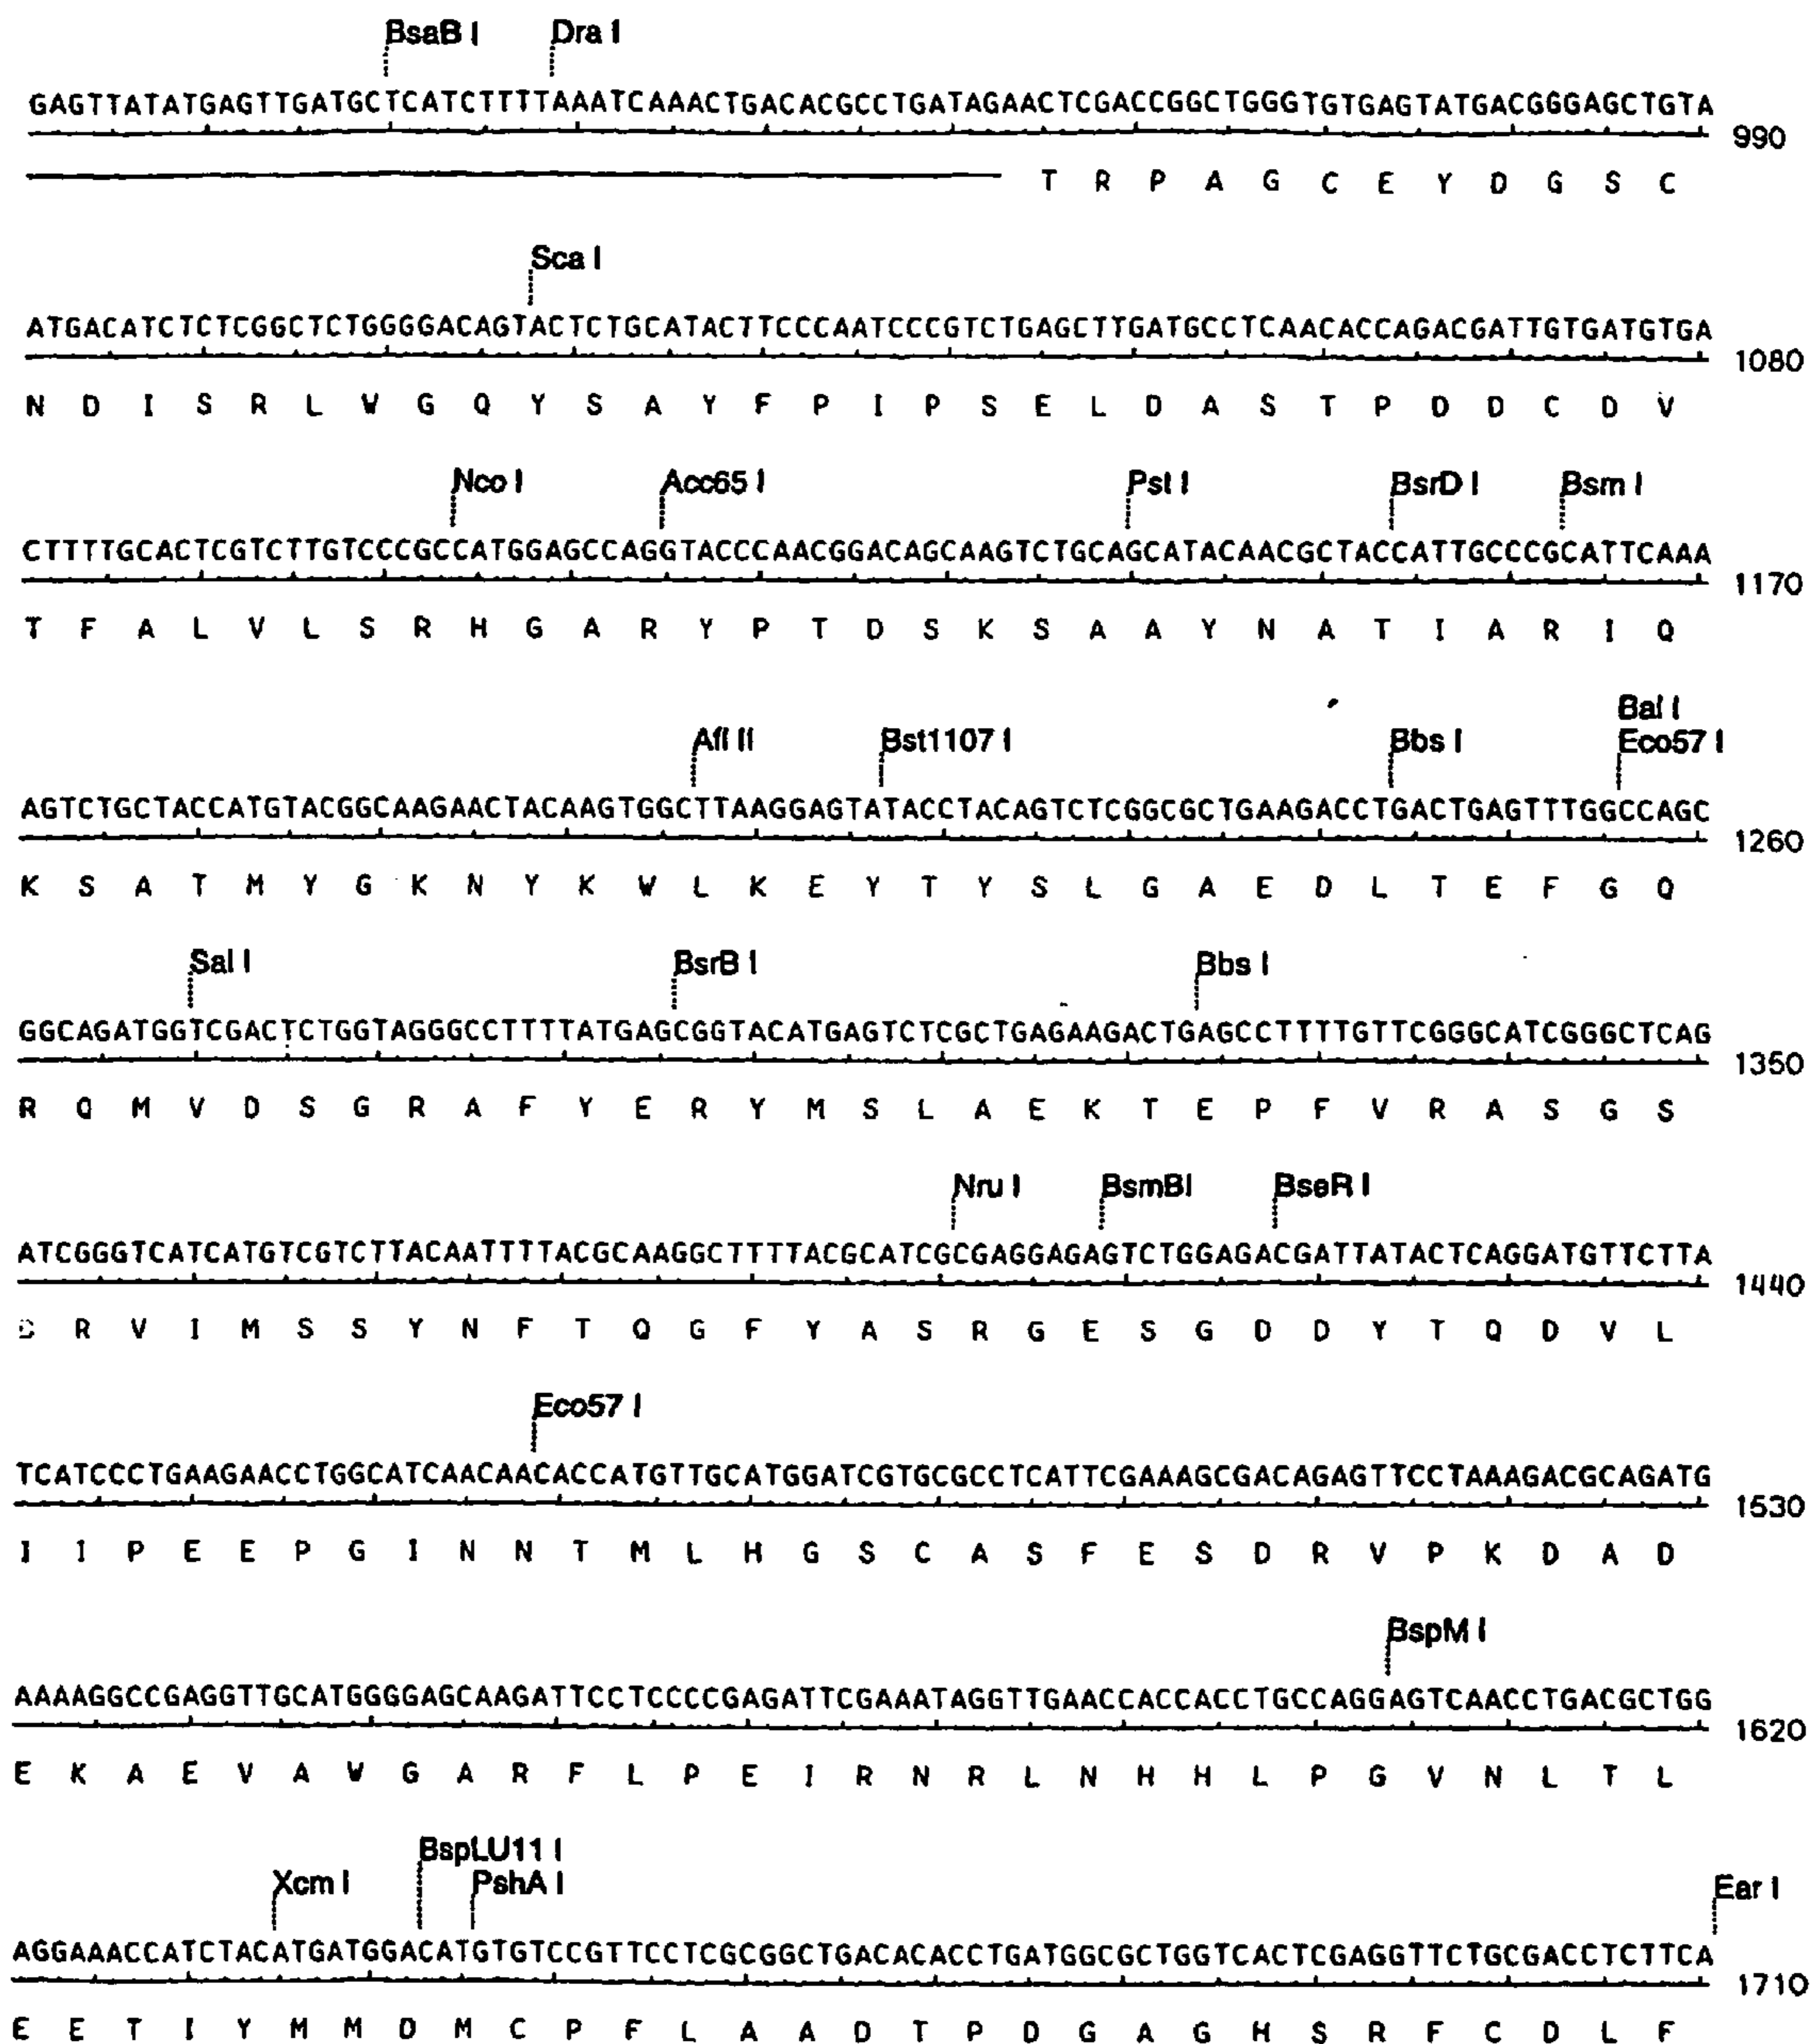 BsaB I Dra I
GAGTTATATGAGTTGATGCTCATCTTTTAAATCAAACTGACACGCCTGATAGAACTCGACCGGCTGGGTGTGAGTATGACGGGAGCTGTA
990
T R P A G C E Y D G S C
Sca I
ATGACATCTCTCGGCTCTGGGGACAGTACTCTGCATACTTCCCAATCCCGTCTGAGCTTGATGCCTCAACACCAGACGATTGTGATGTGA
1080
N D I S R L W G Q Y S A Y F P I P S E L D A S T P D D C D V
Nco I Acc65 I Pst I BsrD I Bsm I
CTTTTGCACTCGTCTTGTCCCGCCATGGAGCCAGGTACCCAACGGACAGCAAGTCTGCAGCATACAACGCTACCATTGCCCGCATTCAAA
1170
T F A L V L S R H G A R Y P T D S K S A A Y N A T I A R I Q
Bal I
Afl II Bst1107 I Bbs I Eco57 I
AGTCTGCTACCATGTACGGCAAGAACTACAAGTGGCTTAAGGAGTATACCTACAGTCTCGGCGCTGAAGACCTGACTGAGTTTGGCCAGC
1260
K S A T M Y G K N Y K W L K E Y T Y S L G A E D L T E F G Q
Sal I BsrB I Bbs I
GGCAGATGGTCGACTCTGGTAGGGCCTTTTATGAGCGGTACATGAGTCTCGCTGAGAAGACTGAGCCTTTTGTTCGGGCATCGGGCTCAG
1350
R Q M V D S G R A F Y E R Y M S L A E K T E P F V R A S G S
Nru I BsmBI BseR I
ATCGGGTCATCATGTCGTCTTACAATTTTACGCAAGGCTTTTACGCATCGCGAGGAGAGTCTGGAGACGATTATACTCAGGATGTTCTTA
1440
R V I M S S Y N F T Q G F Y A S R G E S G D D Y T Q D V L
Eco57 I
TCATCCCTGAAGAACCTGGCATCAACAACACCATGTTGCATGGATCGTGCGCCTCATTCGAAAGCGACAGAGTTCCTAAAGACGCAGATG
1530
I I P E E P G I N N T M L H G S C A S F E S D R V P K D A D
BspM I
AAAAGGCCGAGGTTGCATGGGGAGCAAGATTCCTCCCCGAGATTCGAAATAGGTTGAACCACCACCTGCCAGGAGTCAACCTGACGCTGG
1620
E K A E V A W G A R F L P E I R N R L N H H L P G V N L T L
BspLU11 I
Xcm I PshA I Ear I
AGGAAACCATCTACATGATGGACATGTGTCCGTTCCTCGCGGCTGACACACCTGATGGCGCTGGTCACTCGAGGTTCTGCGACCTCTTCA
1710
E E T I Y M M D M C P F L A A D T P D G A G H S R F C D L F